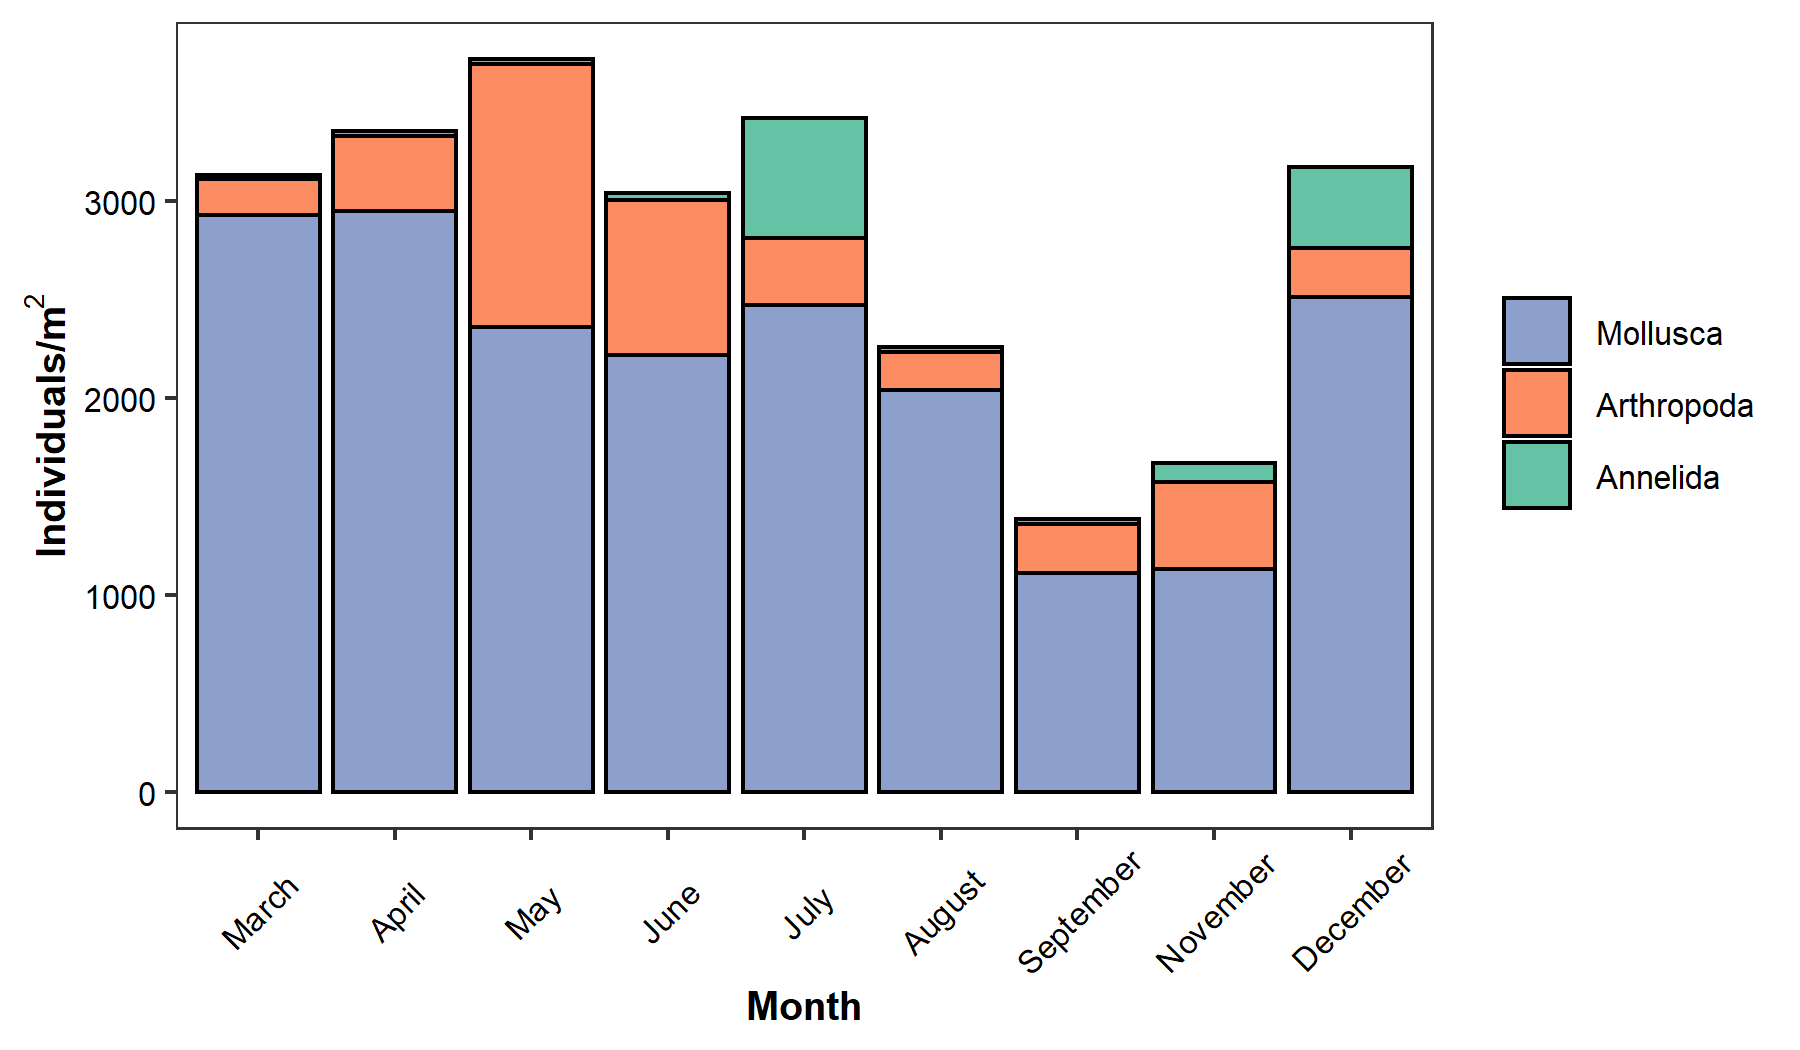 Individuals/m²
3000
2000
1000
0
March
April
May
June
July
August
September
November
December
Month
Mollusca
Arthropoda
Annelida